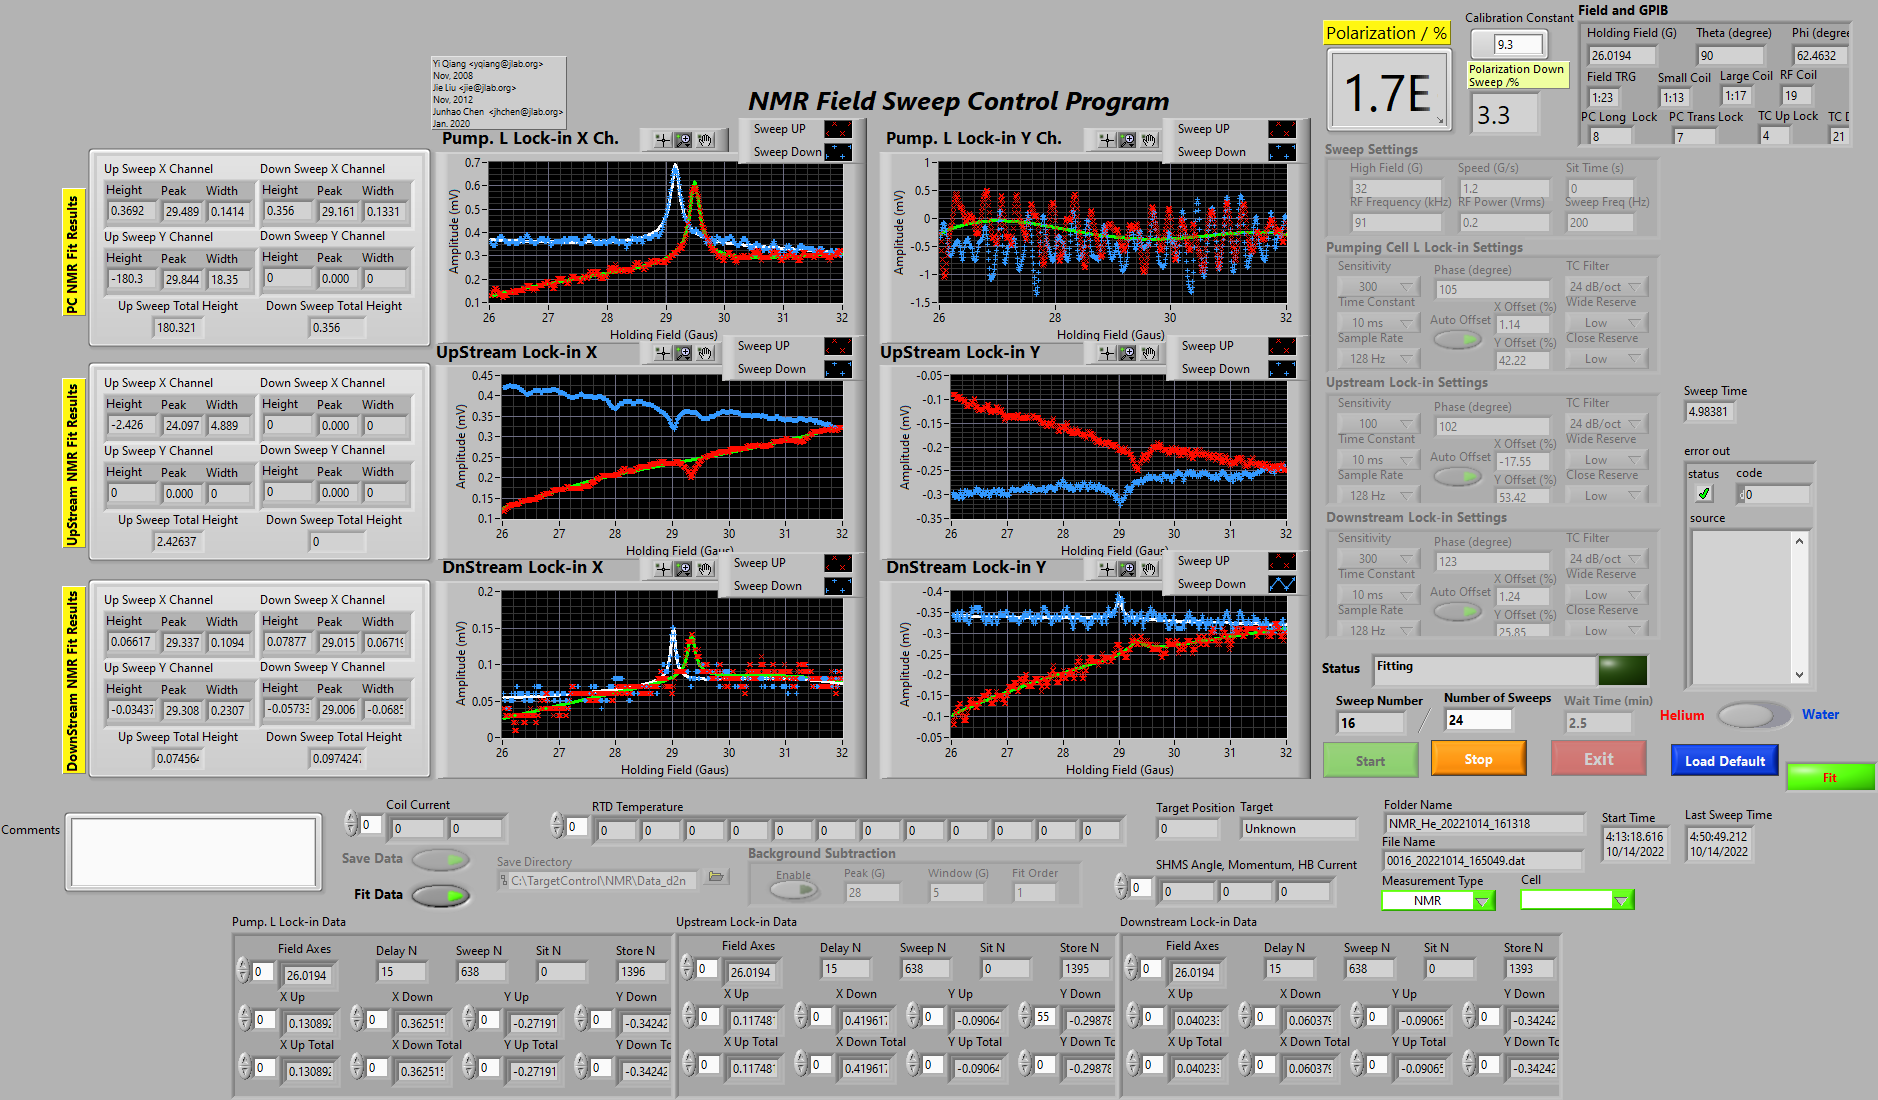 Yi Qiang <yqiang@jlab.org>
Nov, 2008
Jie Liu <jie@jlab.org>
Nov, 2012
Junhao Chen <jhchen@jlab.org>
Jan. 2020
NMR Field Sweep Control Program
Polarization / %
1.7E
Calibration Constant
9.3
Polarization Down
Sweep /%
3.3
Field and GPIB
Holding Field (G) Theta (degree) Phi (degree
26.0194 90 62.4632
Field TRG Small Coil Large Coil RF Coil
1:23 1:13 1:17 19
PC Long Lock PC Trans Lock TC Up Lock TC D
8 7 4 21
PC NMR Fit Results
Up Sweep X Channel Down Sweep X Channel
Height Peak Width Height Peak Width
0.3692 29.489 0.1414 0.356 29.161 0.1331
Up Sweep Y Channel Down Sweep Y Channel
Height Peak Width Height Peak Width
-180.3 29.844 18.35 0 0.000 0
Up Sweep Total Height Down Sweep Total Height
180.321 0.356
Pump. L Lock-in X Ch.
Sweep UP
Sweep Down
Amplitude (mV)
0.7
0.6
0.5
0.4
0.3
0.2
0.1
26 27 28 29 30 31 32
Holding Field (Gaus)
Pump. L Lock-in Y Ch.
Sweep UP
Sweep Down
Amplitude (mV)
1
0.5
0
-0.5
-1
-1.5
26 28 30 32
Holding Field (Gaus)
Sweep Settings
High Field (G) Speed (G/s) Sit Time (s)
32 1.2 0
RF Frequency (kHz) RF Power (Vrms) Sweep Freq (Hz)
91 0.2 200
Pumping Cell L Lock-in Settings
Sensitivity Phase (degree) TC Filter
300 105 24 dB/oct
Time Constant X Offset (%) Wide Reserve
10 ms Auto Offset 1.14 Low
Sample Rate Y Offset (%) Close Reserve
128 Hz 42.22 Low
UpStream NMR Fit Results
Up Sweep X Channel Down Sweep X Channel
Height Peak Width Height Peak Width
-2.426 24.097 4.889 0 0.000 0
Up Sweep Y Channel Down Sweep Y Channel
Height Peak Width Height Peak Width
0 0.000 0 0 0.000 0
Up Sweep Total Height Down Sweep Total Height
2.42637 0
UpStream Lock-in X
Sweep UP
Sweep Down
Amplitude (mV)
0.45
0.4
0.35
0.3
0.25
0.2
0.15
0.1
26 27 28 29 30 31 32
Holding Field (Gaus)
UpStream Lock-in Y
Sweep UP
Sweep Down
Amplitude (mV)
-0.05
-0.1
-0.15
-0.2
-0.25
-0.3
-0.35
26 27 28 29 30 31 32
Holding Field (Gaus)
Upstream Lock-in Settings
Sensitivity Phase (degree) TC Filter
100 102 24 dB/oct
Time Constant X Offset (%) Wide Reserve
10 ms Auto Offset -17.55 Low
Sample Rate Y Offset (%) Close Reserve
128 Hz 53.42 Low
Sweep Time
4.98381
error out
status code
0
source
DownStream NMR Fit Results
Up Sweep X Channel Down Sweep X Channel
Height Peak Width Height Peak Width
0.06617 29.337 0.1094 0.07877 29.015 0.06719
Up Sweep Y Channel Down Sweep Y Channel
Height Peak Width Height Peak Width
-0.03437 29.308 0.2307 -0.05733 29.006 -0.0685
Up Sweep Total Height Down Sweep Total Height
0.074564 0.0974247
DnStream Lock-in X
Sweep UP
Sweep Down
Amplitude (mV)
0.2
0.15
0.1
0.05
0
26 27 28 29 30 31 32
Holding Field (Gaus)
DnStream Lock-in Y
Sweep UP
Sweep Down
Amplitude (mV)
-0.4
-0.35
-0.3
-0.25
-0.2
-0.15
-0.1
-0.05
26 27 28 29 30 31 32
Holding Field (Gaus)
Downstream Lock-in Settings
Sensitivity Phase (degree) TC Filter
300 123 24 dB/oct
Time Constant X Offset (%) Wide Reserve
10 ms Auto Offset 1.24 Low
Sample Rate Y Offset (%) Close Reserve
128 Hz 25.85 Low
Status Fitting
Sweep Number Number of Sweeps Wait Time (min)
16 / 24 2.5
Helium Water
Start Stop Exit Load Default Fit
Comments
Coil Current
0 0 0
RTD Temperature
0 0 0 0 0 0 0 0 0 0 0 0 0
Save Data
Fit Data
Save Directory
C:\TargetControl\NMR\Data_d2n
Background Subtraction
Enable Peak (G) Window (G) Fit Order
28 5 1
Target Position Target
0 Unknown
SHMS Angle, Momentum, HB Current
0 0 0 0
Folder Name
NMR_He_20221014_161318
File Name
0016_20221014_165049.dat
Measurement Type Cell
NMR
Start Time
4:13:18.616
10/14/2022
Last Sweep Time
4:50:49.212
10/14/2022
Pump. L Lock-in Data
Field Axes Delay N Sweep N Sit N Store N
0 26.0194 15 638 0 1396
X Up X Down Y Up Y Down
0 0.130892 0 0.362515 0 -0.27191 0 -0.34242
X Up Total X Down Total Y Up Total Y Down To
0 0.130892 0 0.362515 0 -0.27191 0 -0.34242
Upstream Lock-in Data
Field Axes Delay N Sweep N Sit N Store N
0 26.0194 15 638 0 1395
X Up X Down Y Up Y Down
0 0.117481 0 0.419617 0 -0.09064 55 -0.29878
X Up Total X Down Total Y Up Total Y Down To
0 0.117481 0 0.419617 0 -0.09064 0 -0.29878
Downstream Lock-in Data
Field Axes Delay N Sweep N Sit N Store N
0 26.0194 15 638 0 1393
X Up X Down Y Up Y Down
0 0.040233 0 0.060379 0 -0.09065 0 -0.34242
X Up Total X Down Total Y Up Total Y Down To
0 0.040233 0 0.060379 0 -0.09065 0 -0.34242